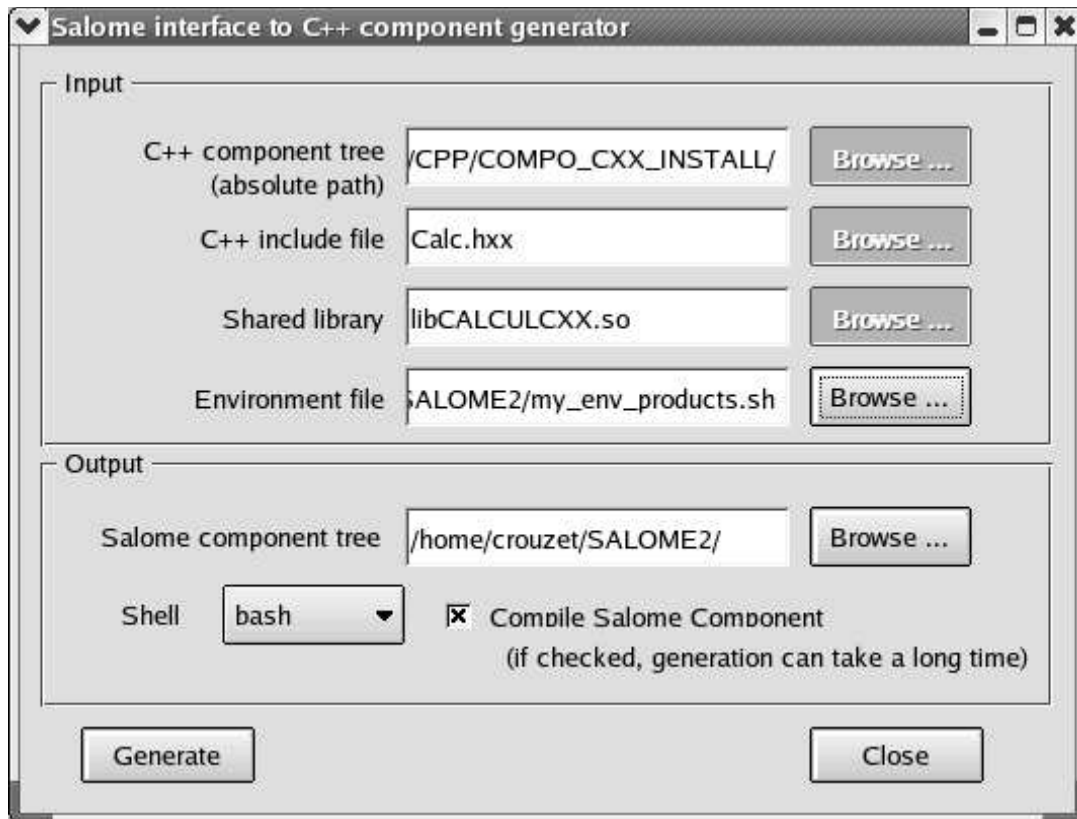 Salome interface to C++ component generator
Input
C++ component tree /CPP/COMPO_CXX_INSTALL/ Browse ...
(absolute path)
C++ include file Calc.hxx Browse ...
Shared library libCALCULCXX.so Browse ...
Environment file SALOME2/my_env_products.sh Browse ...
Output
Salome component tree /home/crouzet/SALOME2/ Browse ...
Shell bash Compile Salome Component
(if checked, generation can take a long time)
Generate Close